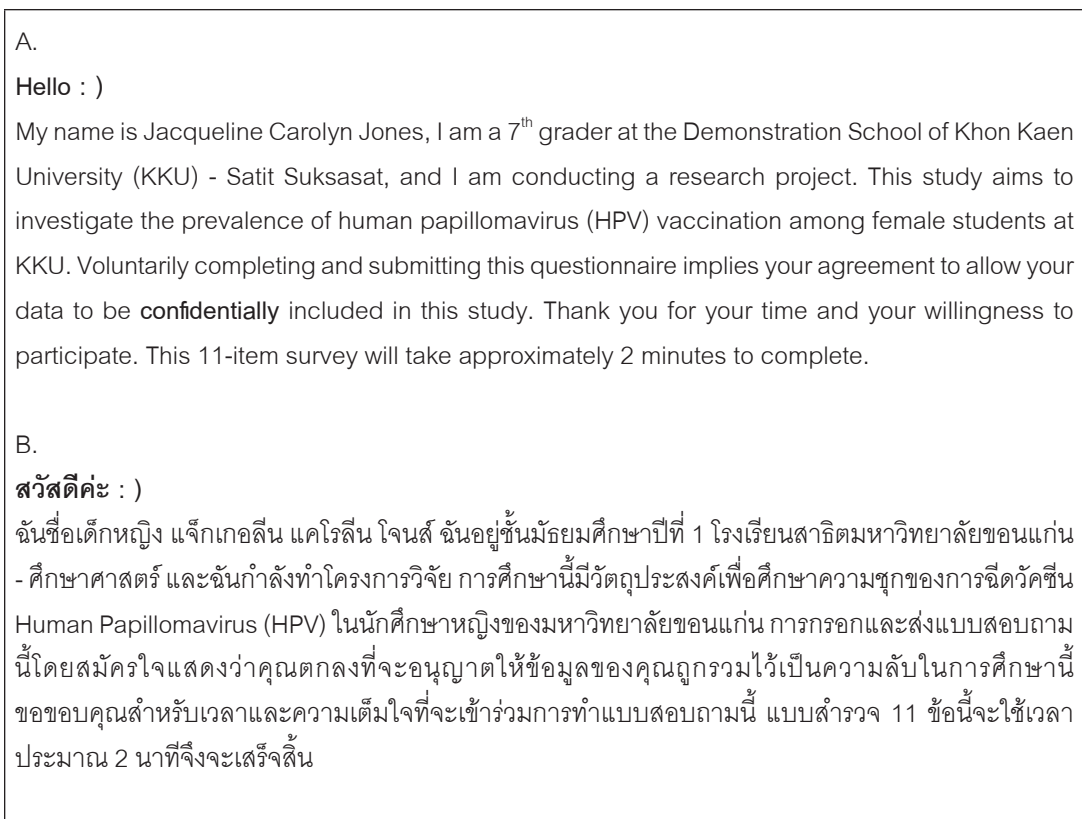 A.
Hello : )
My name is Jacqueline Carolyn Jones, I am a 7th grader at the Demonstration School of Khon Kaen
University (KKU) - Satit Suksasat, and I am conducting a research project. This study aims to
investigate the prevalence of human papillomavirus (HPV) vaccination among female students at
KKU. Voluntarily completing and submitting this questionnaire implies your agreement to allow your
data to be confidentially included in this study. Thank you for your time and your willingness to
participate. This 11-item survey will take approximately 2 minutes to complete.
B.
สวัสดีค่ะ : )
ฉันชื่อเด็กหญิง แจ็กเกอลีน แคโรลีน โจนส์ ฉันอยู่ชั้นมัธยมศึกษาปีที่ 1 โรงเรียนสาธิตมหาวิทยาลัยขอนแก่น
- ศึกษาศาสตร์ และฉันกำลังทำโครงการวิจัย การศึกษานี้มีวัตถุประสงค์เพื่อศึกษาความชุกของการฉีดวัคซีน
Human Papillomavirus (HPV) ในนักศึกษาหญิงของมหาวิทยาลัยขอนแก่น การกรอกและส่งแบบสอบถาม
นี้โดยสมัครใจแสดงว่าคุณตกลงที่จะอนุญาตให้ข้อมูลของคุณถูกรวมไว้เป็นความลับในการศึกษานี้
ขอขอบคุณสำหรับเวลาและความเต็มใจที่จะเข้าร่วมการทำแบบสอบถามนี้ แบบสำรวจ 11 ข้อนี้จะใช้เวลา
ประมาณ 2 นาทีจึงจะเสร็จสิ้น